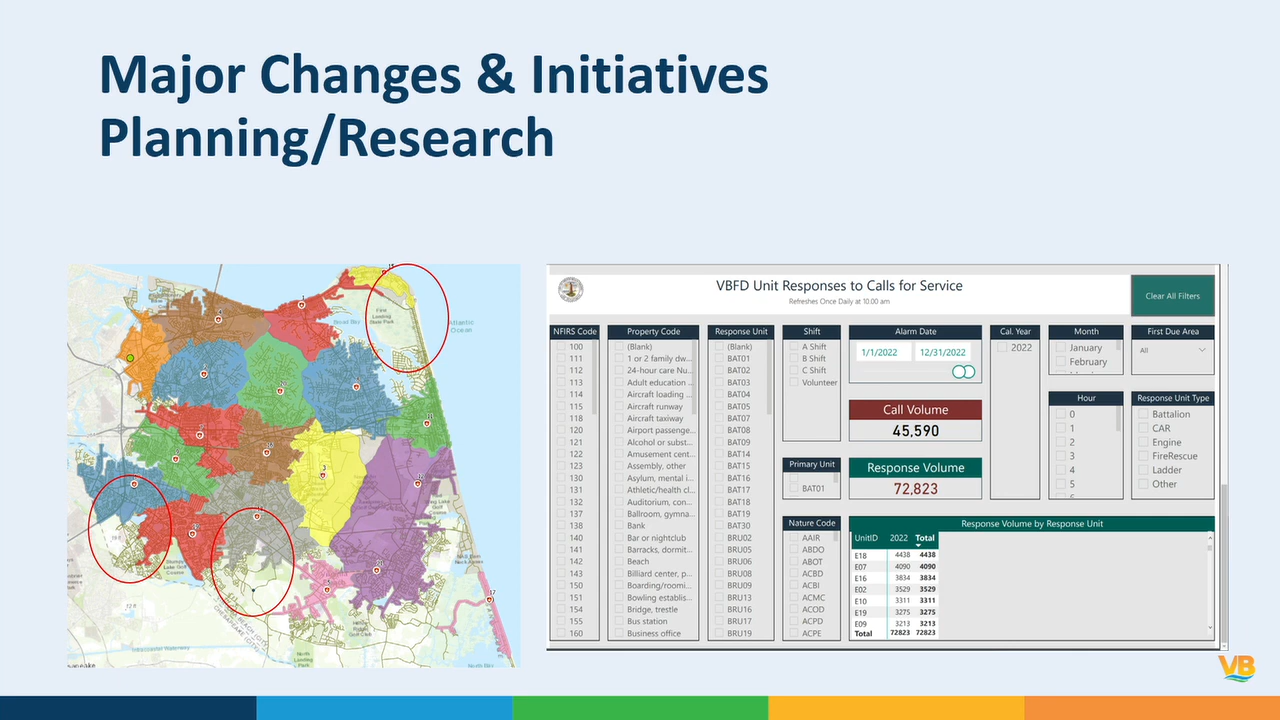 Major Changes & Initiatives
Planning/Research
First
Landing
State Park
Atlantic
Ocean
3
17
VBFD Unit Responses to Calls for Service
Refreshes Once Daily at 10.00 am
Clear All Filters
NFIRS Code
100
111
112
113
114
115
118
120
121
122
123
130
131
132
137
138
140
141
142
143
150
151
154
155
160
Property Code
(Blank)
1 or 2 family dw...
24-hour care Nu...
Adult education ...
Aircraft loading ...
Aircraft runway
Aircraft taxiway
Airport passenge...
Alcohol or subst...
Amusement cent...
Assembly, other
Asylum, mental i...
Athletic/health cl...
Auditorium, con...
Ballroom, gymna...
Bank
Bar or nightclub
Barracks, dormit...
Beach
Billiard center, p...
Boarding/roomi...
Bowling establis...
Bridge, trestle
Bus station
Business office
Response Unit
(Blank)
BAT01
BAT02
BAT03
BAT04
BAT05
BAT07
BAT08
BAT09
BAT14
BAT15
BAT16
BAT17
BAT18
BAT19
BAT30
BRU02
BRU05
BRU06
BRU08
BRU09
BRU13
BRU16
BRU17
BRU19
Shift
A Shift
B Shift
C Shift
Volunteer
Primary Unit
BAT01
Nature Code
AAIR
ABDO
ABOT
ACBD
ACBI
ACMC
ACOD
ACPD
ACPE
Alarm Date
1/1/2022 12/31/2022
Call Volume
45,590
Response Volume
72,823
Cal. Year
2022
Month
January
February
Hour
0
1
2
3
4
5
6
First Due Area
All
Response Unit Type
Battalion
CAR
Engine
FireRescue
Ladder
Other
Response Volume by Response Unit
UnitID 2022 Total
E18 4438 4438
E07 4090 4090
E16 3834 3834
E02 3529 3529
E10 3311 3311
E19 3275 3275
E09 3213 3213
Total 72823 72823
VB